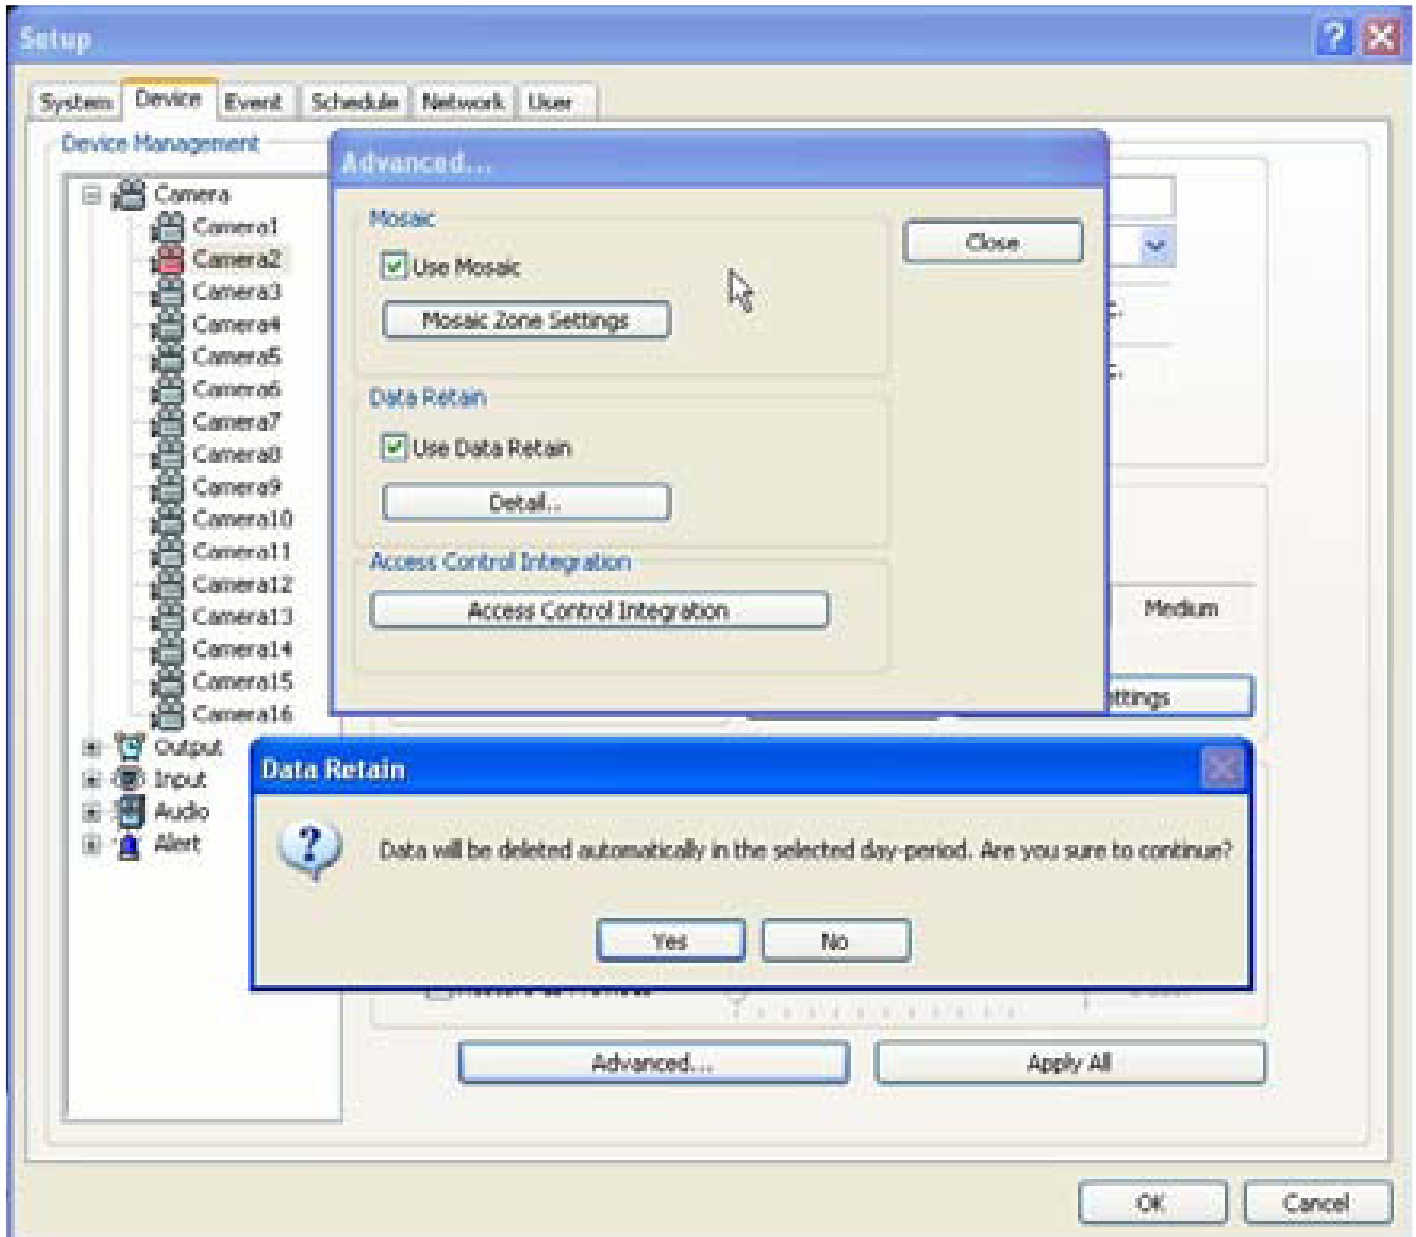 Setup
System Device Event Schedule Network User
Device Management
Camera
Camera1
Camera2
Camera3
Camera4
Camera5
Camera6
Camera7
Camera8
Camera9
Camera10
Camera11
Camera12
Camera13
Camera14
Camera15
Camera16
Output
Input
Audio
Alert
Advanced...
Mosaic
Use Mosaic
Mosaic Zone Settings
Close
Data Retain
Use Data Retain
Detail..
Access Control Integration
Access Control Integration
Medium
ttings
Data Retain
Data will be deleted automatically in the selected day-period. Are you sure to continue?
Yes No
Advanced... Apply All
OK Cancel